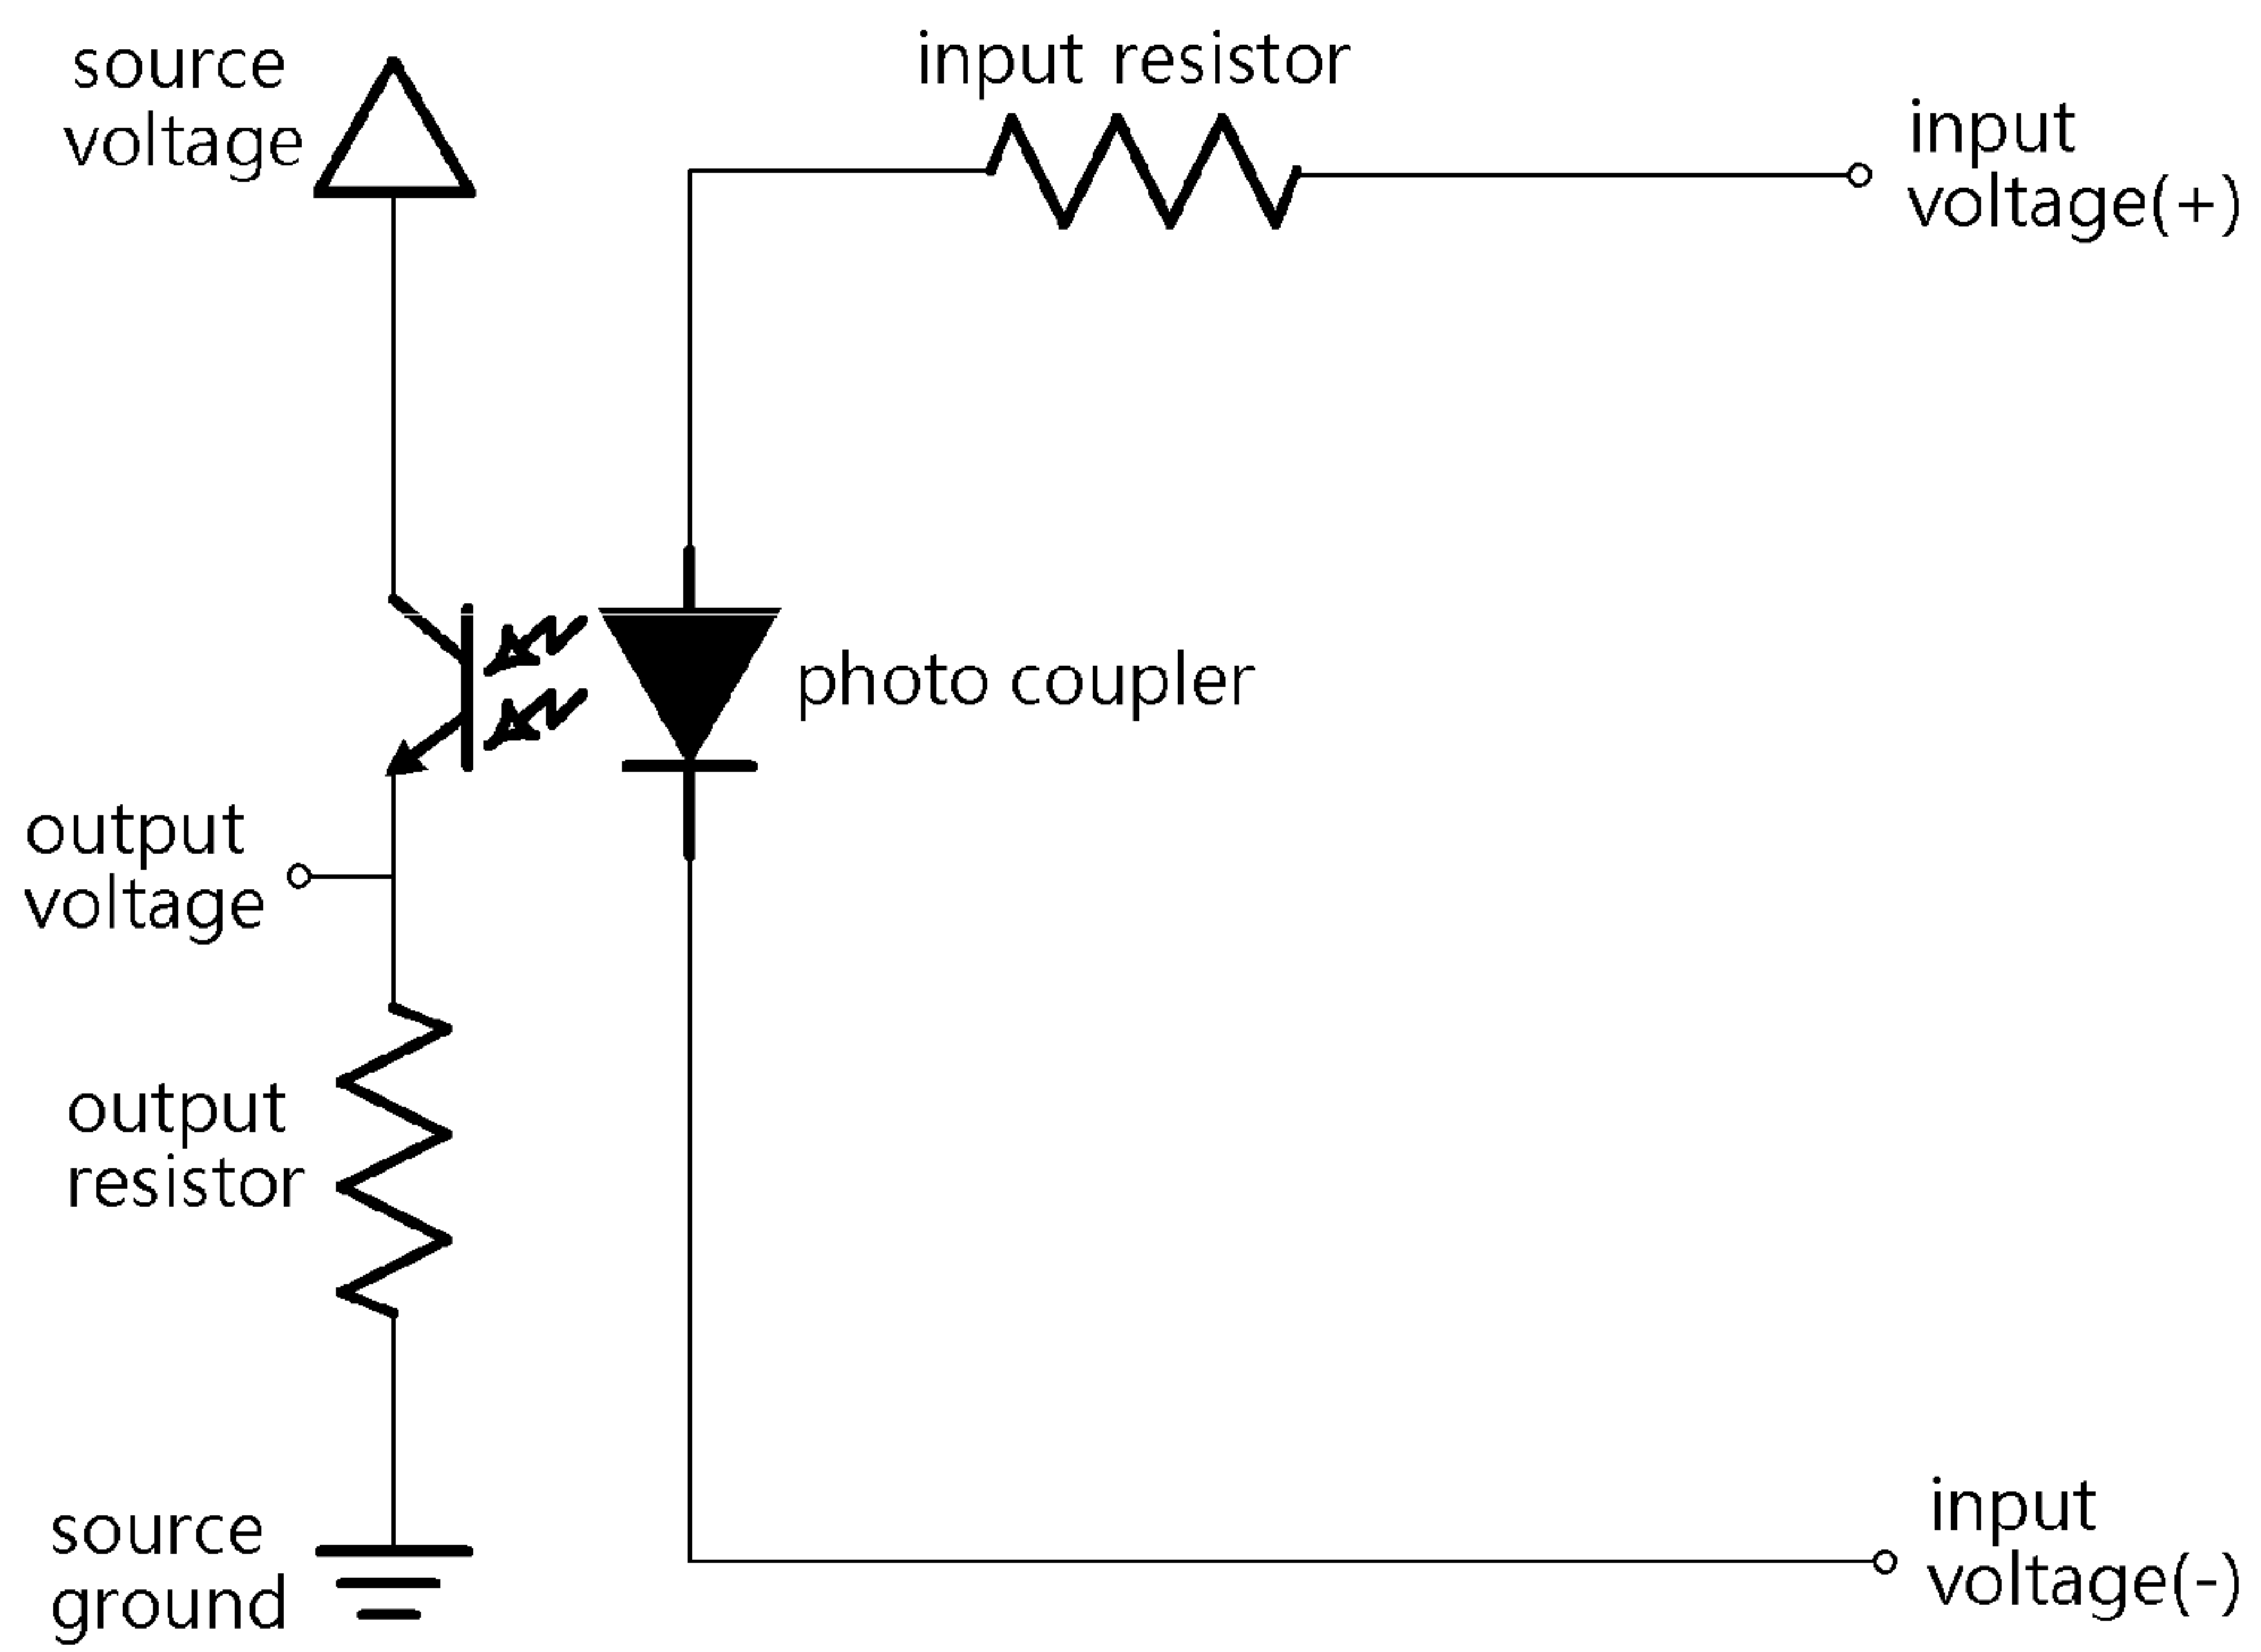 source
voltage
input resistor
input
voltage(+)
photo coupler
output
voltage
output
resistor
source
ground
input
voltage(-)